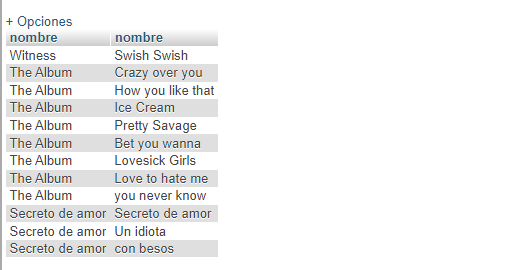 + Opciones
nombre nombre
Witness Swish Swish
The Album Crazy over you
The Album How you like that
The Album Ice Cream
The Album Pretty Savage
The Album Bet you wanna
The Album Lovesick Girls
The Album Love to hate me
The Album you never know
Secreto de amor Secreto de amor
Secreto de amor Un idiota
Secreto de amor con besos